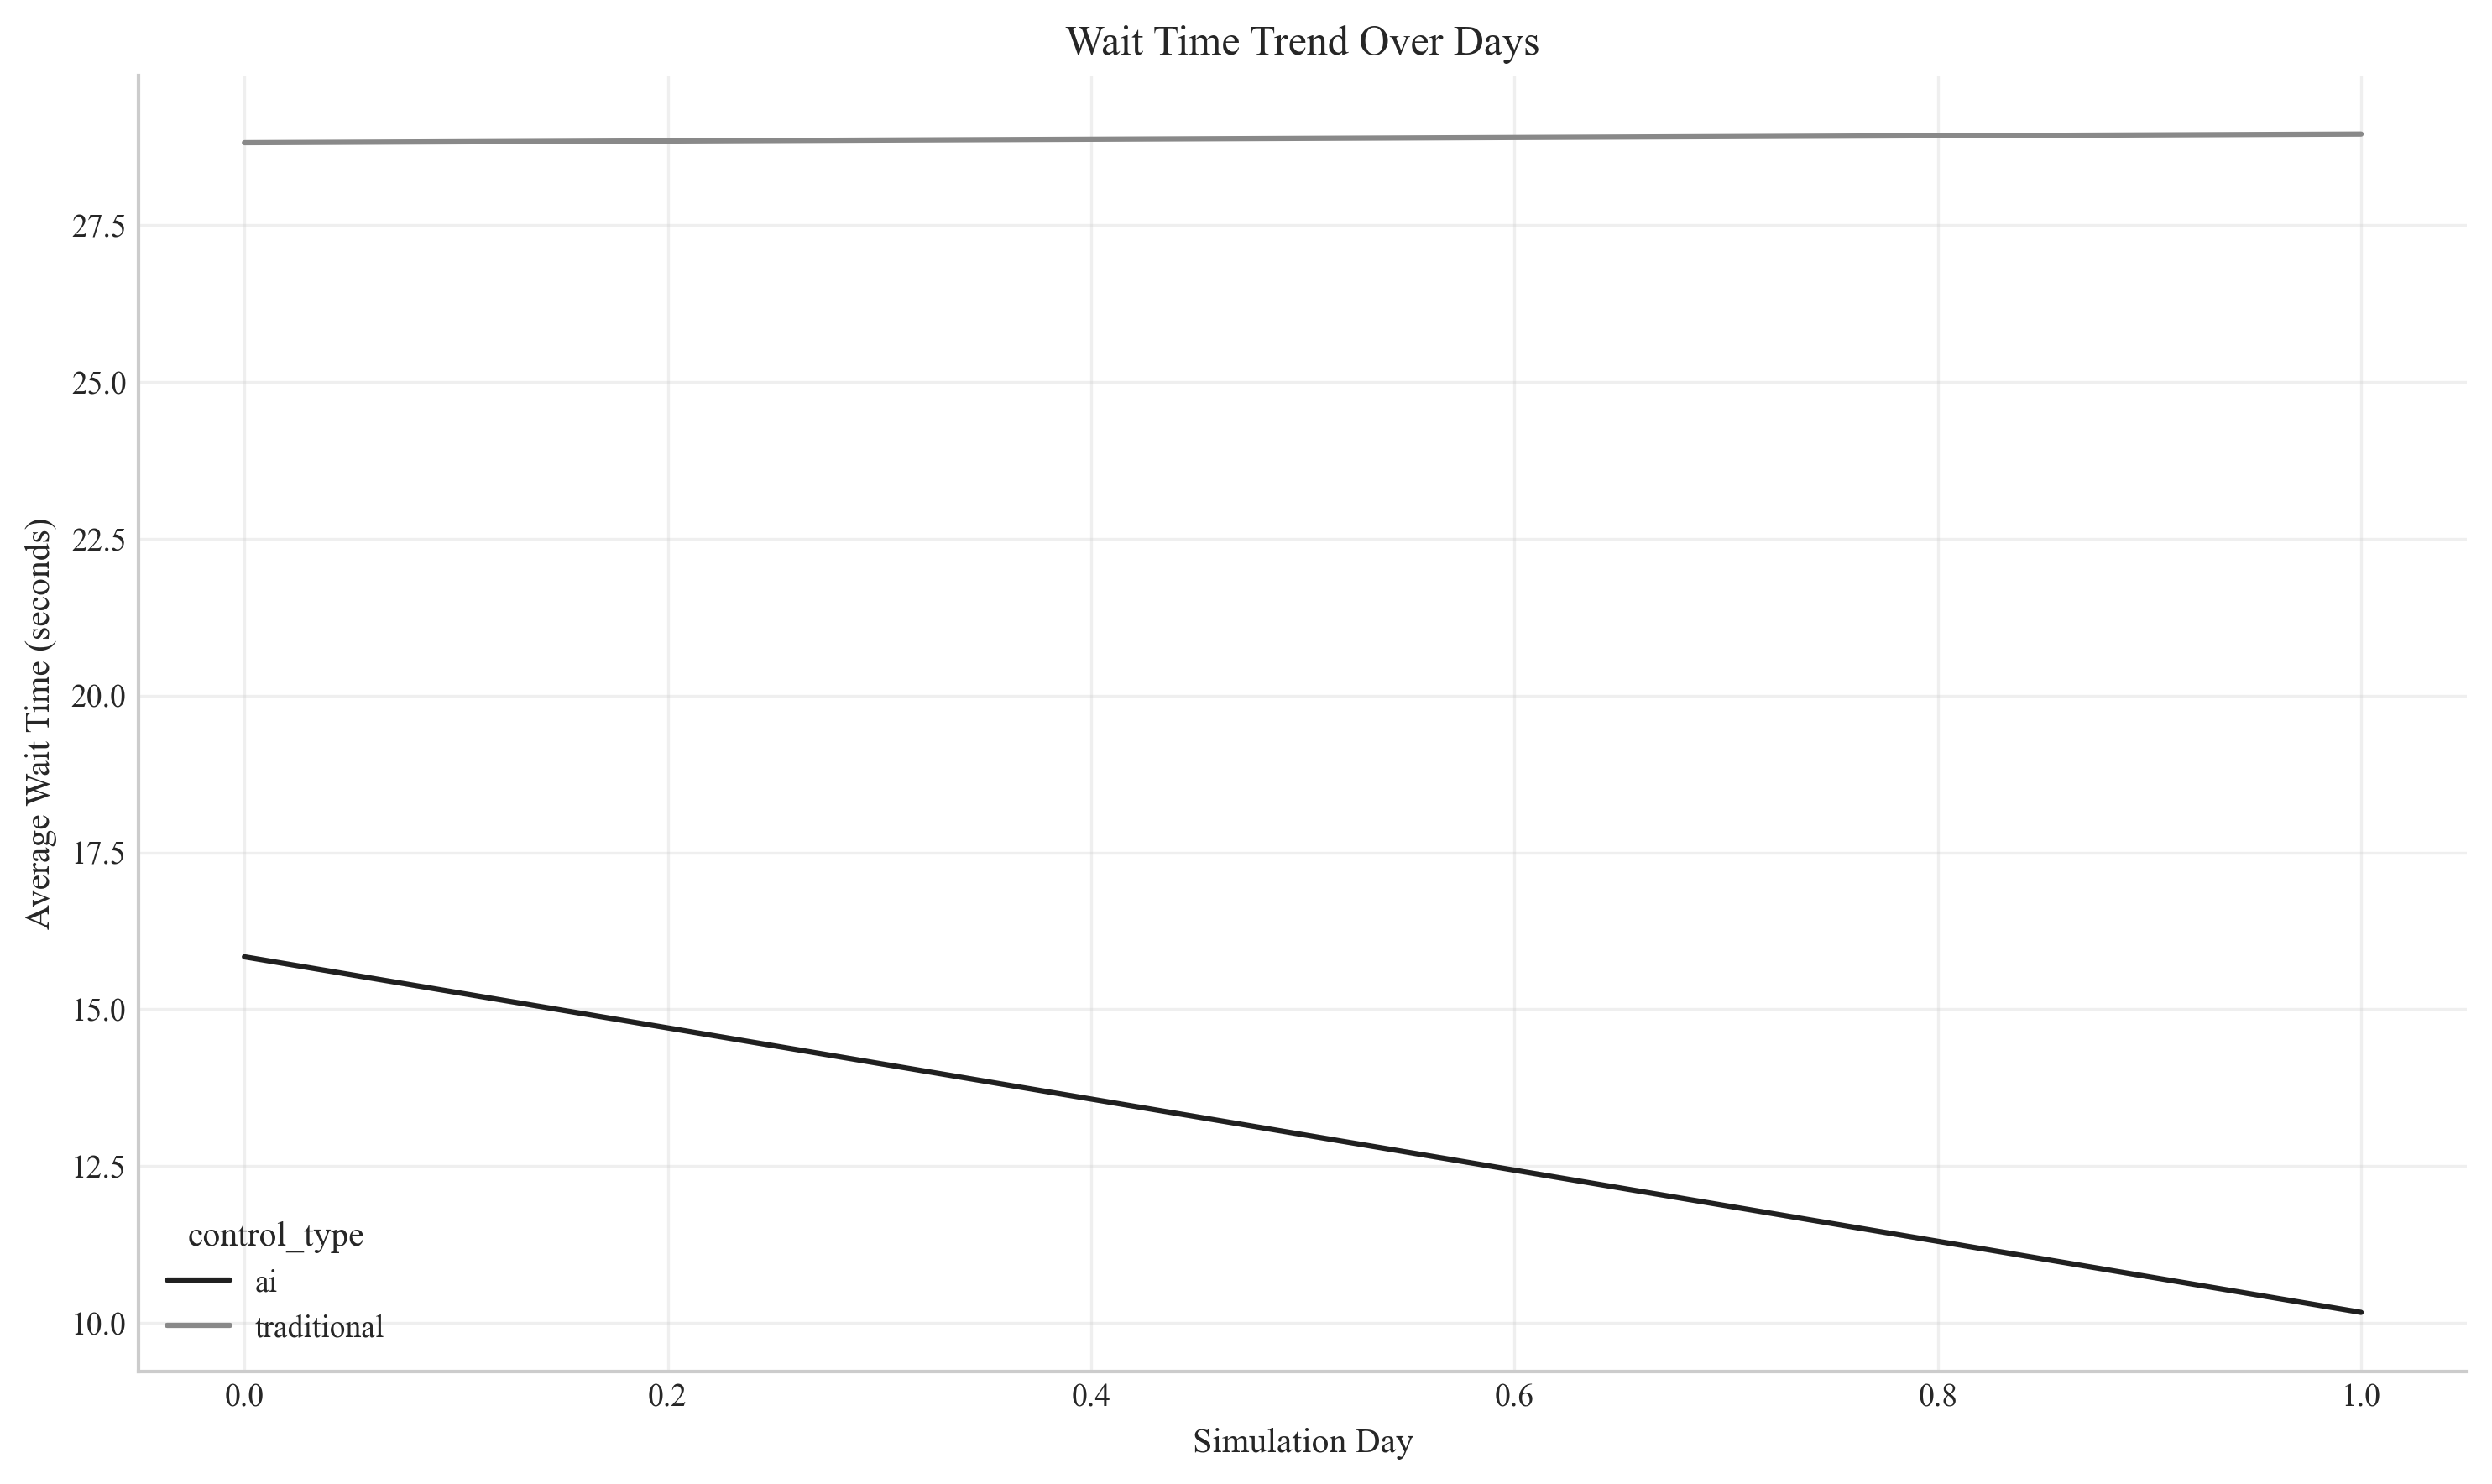 Wait Time Trend Over Days
Average Wait Time (seconds)
27.5
25.0
22.5
20.0
17.5
15.0
12.5
10.0
control_type
ai
traditional
0.0 0.2 0.4 0.6 0.8 1.0
Simulation Day